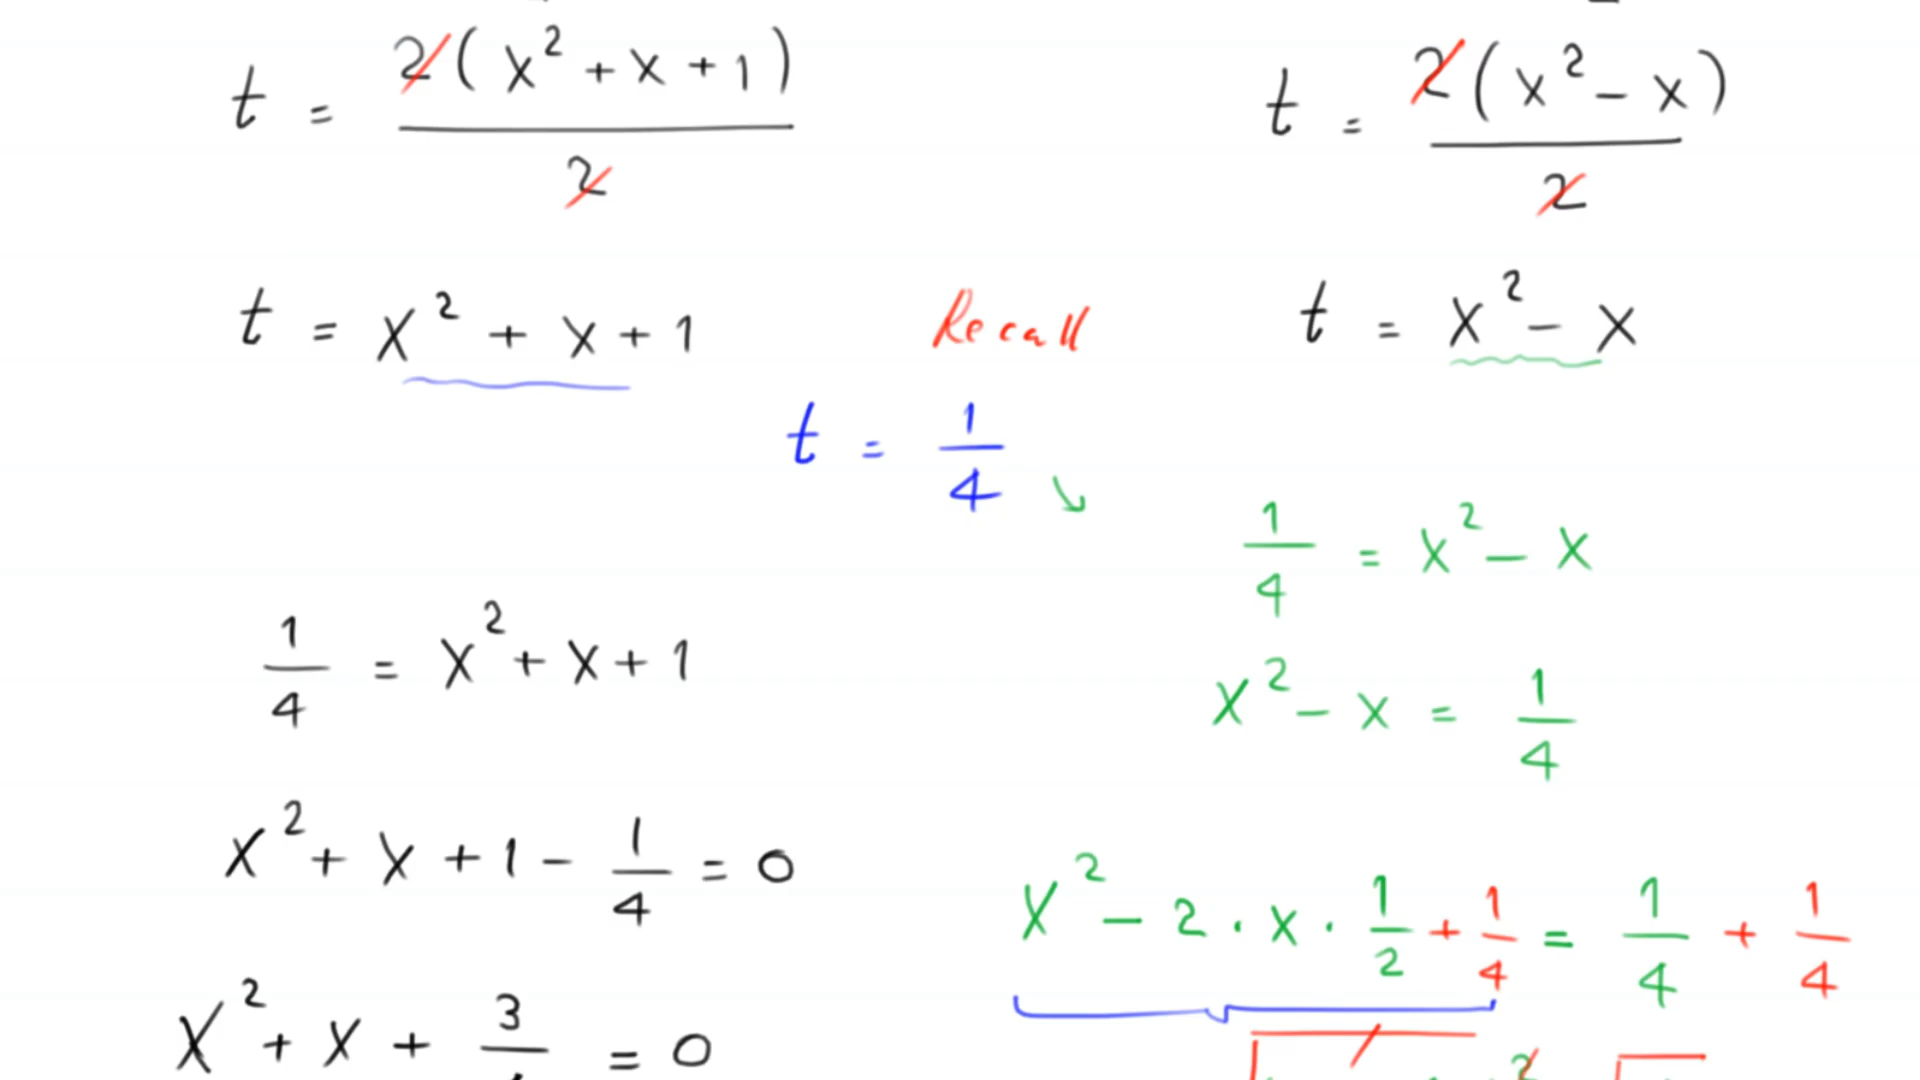 t = 2(x² + x + 1) / 2
t = x² + x + 1
Recall
t = 1/4
1/4 = x² + x + 1
x² + x + 1 - 1/4 = 0
x² + x + 3/ = 0
t = 2(x² - x) / 2
t = x² - x
1/4 = x² - x
x² - x = 1/4
x² - 2 · x · 1/2 + 1/4 = 1/4 + 1/4